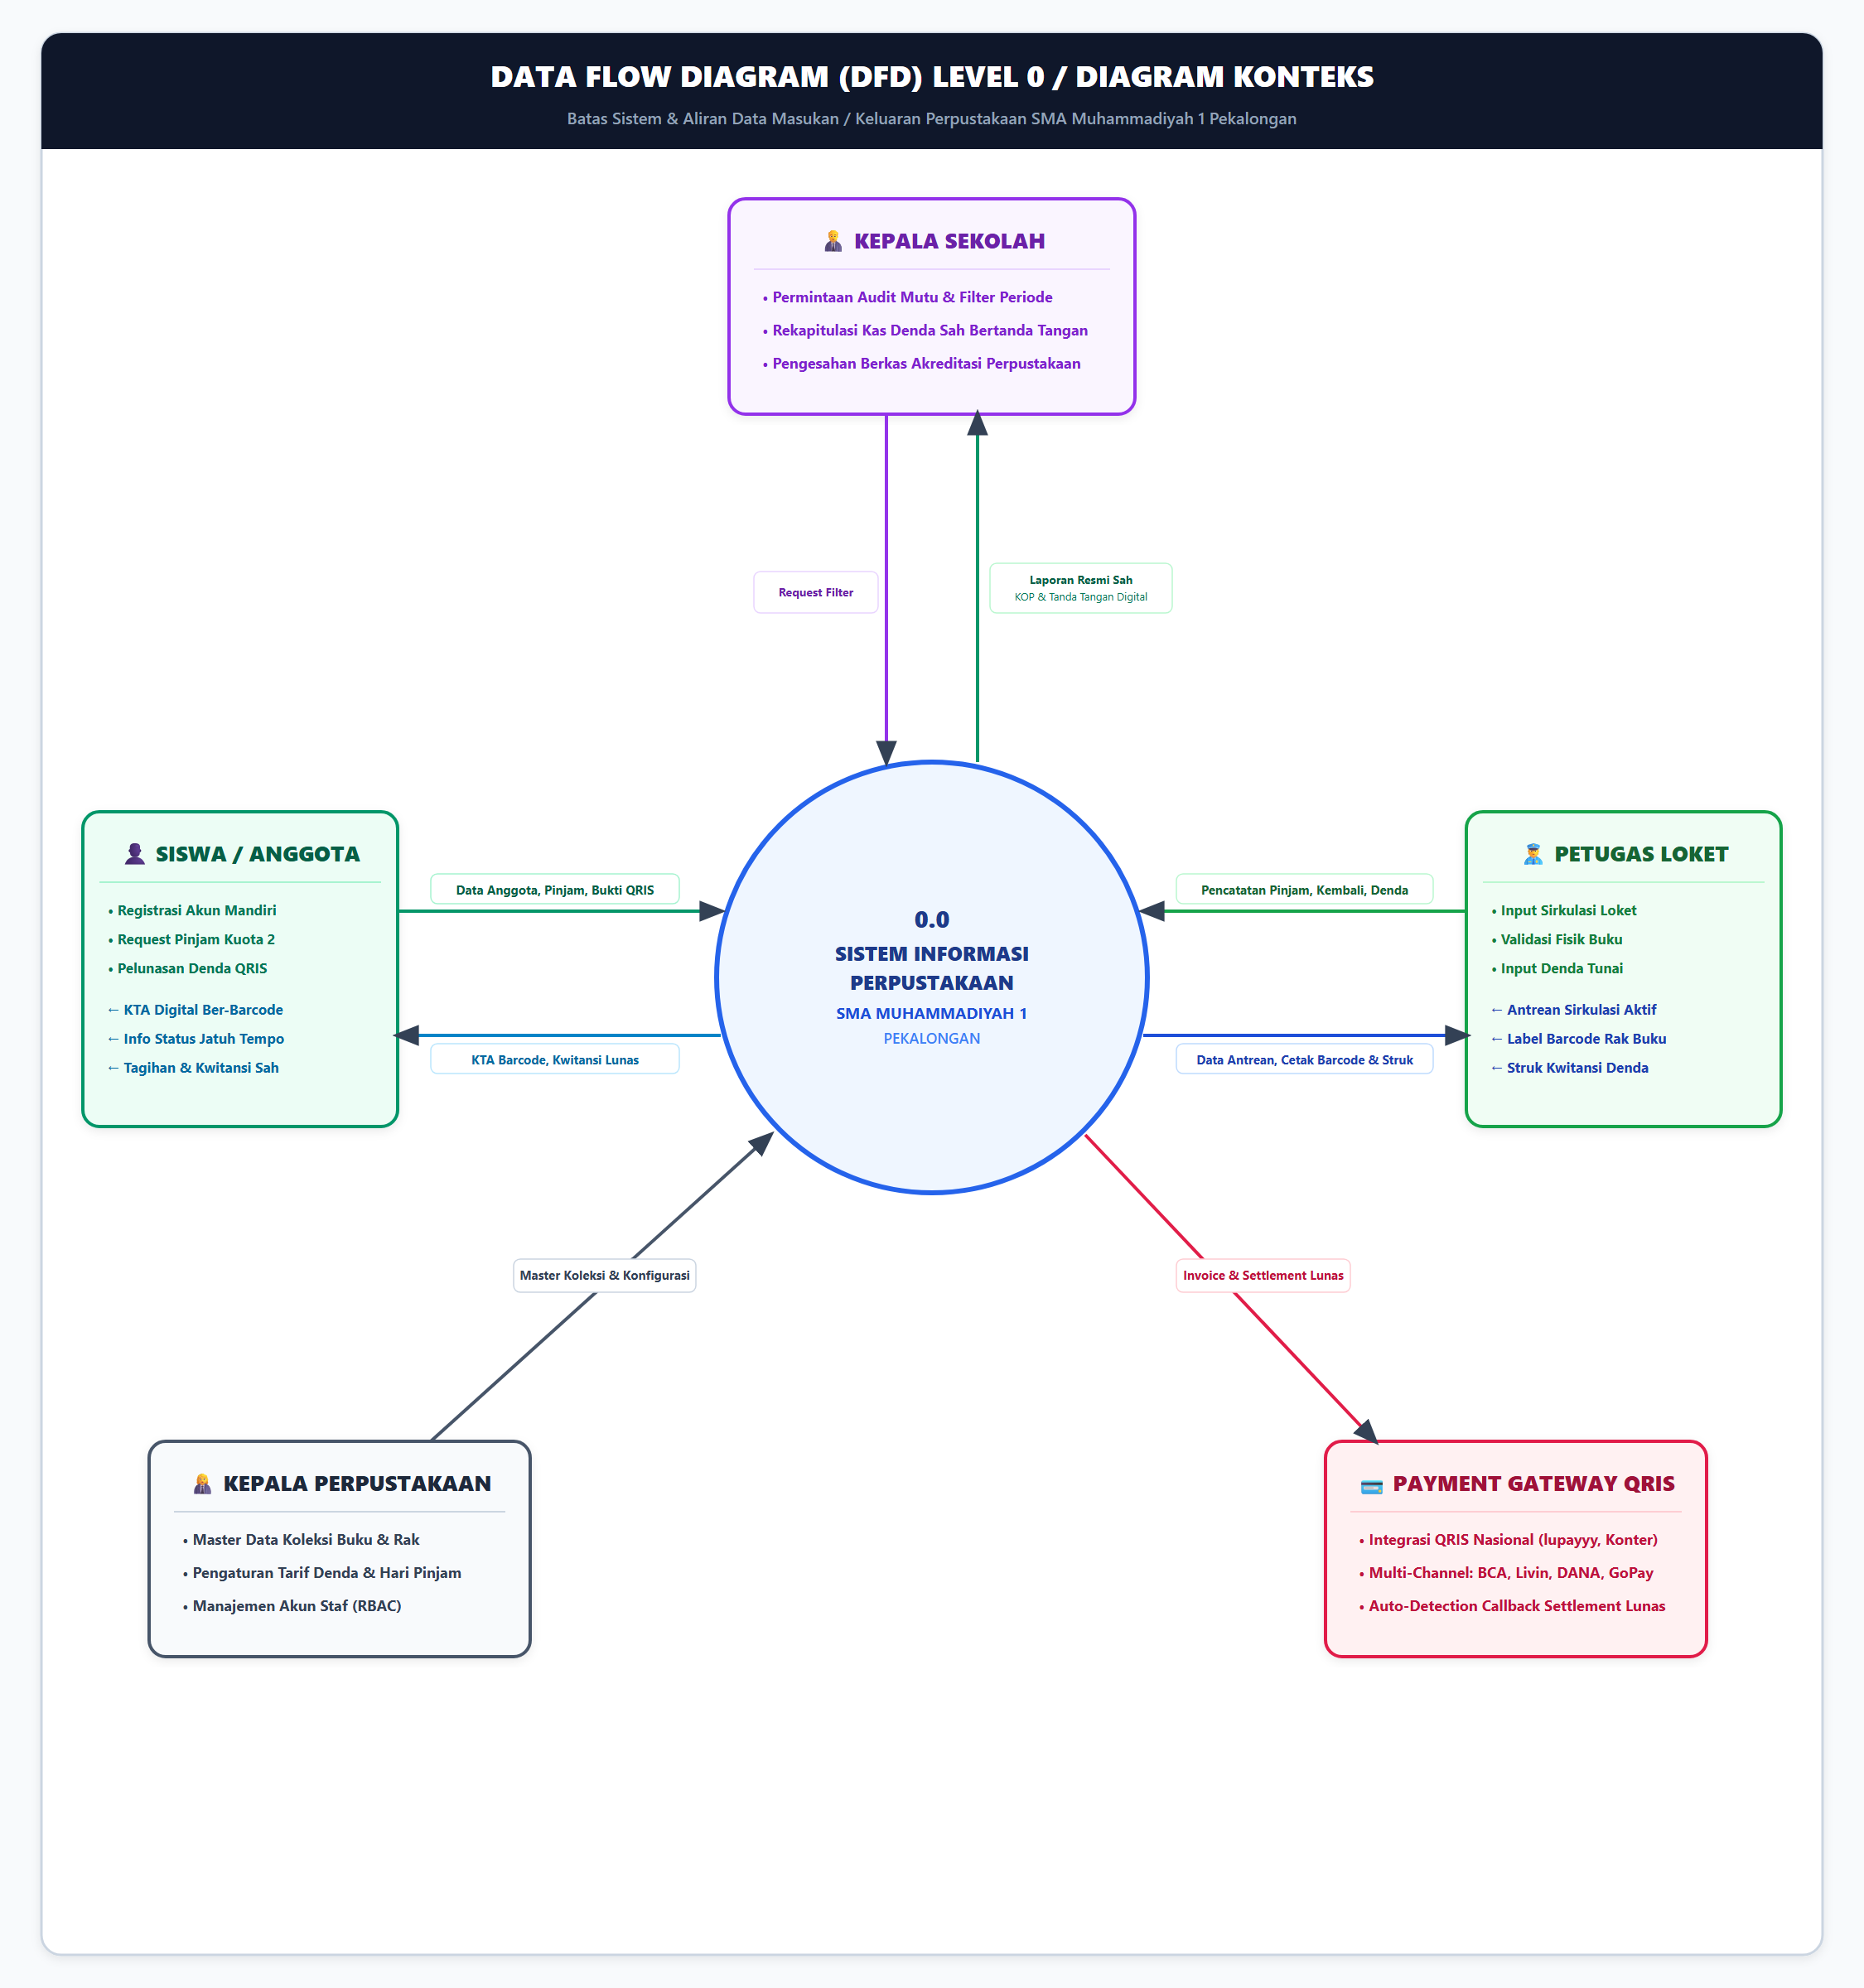 DATA FLOW DIAGRAM (DFD) LEVEL 0 / DIAGRAM KONTEKS
Batas Sistem & Aliran Data Masukan / Keluaran Perpustakaan SMA Muhammadiyah 1 Pekalongan
KEPALA SEKOLAH
• Permintaan Audit Mutu & Filter Periode
• Rekapitulasi Kas Denda Sah Bertanda Tangan
• Pengesahan Berkas Akreditasi Perpustakaan
Request Filter
Laporan Resmi Sah
KOP & Tanda Tangan Digital
SISWA / ANGGOTA
• Registrasi Akun Mandiri
• Request Pinjam Kuota 2
• Pelunasan Denda QRIS
← KTA Digital Ber-Barcode
← Info Status Jatuh Tempo
← Tagihan & Kwitansi Sah
Data Anggota, Pinjam, Bukti QRIS
KTA Barcode, Kwitansi Lunas
0.0
SISTEM INFORMASI
PERPUSTAKAAN
SMA MUHAMMADIYAH 1
PEKALONGAN
Pencatatan Pinjam, Kembali, Denda
Data Antrean, Cetak Barcode & Struk
PETUGAS LOKET
• Input Sirkulasi Loket
• Validasi Fisik Buku
• Input Denda Tunai
← Antrean Sirkulasi Aktif
← Label Barcode Rak Buku
← Struk Kwitansi Denda
Master Koleksi & Konfigurasi
Invoice & Settlement Lunas
KEPALA PERPUSTAKAAN
• Master Data Koleksi Buku & Rak
• Pengaturan Tarif Denda & Hari Pinjam
• Manajemen Akun Staf (RBAC)
PAYMENT GATEWAY QRIS
• Integrasi QRIS Nasional (lupayyy, Konter)
• Multi-Channel: BCA, Livin, DANA, GoPay
• Auto-Detection Callback Settlement Lunas